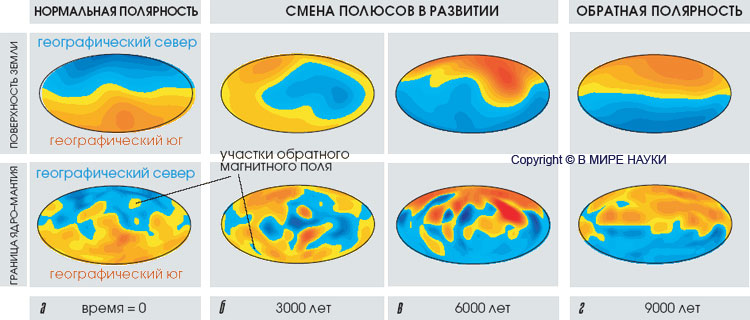 НОРМАЛЬНАЯ ПОЛЯРНОСТЬ
СМЕНА ПОЛЮСОВ В РАЗВИТИИ
ОБРАТНАЯ ПОЛЯРНОСТЬ
ПОВЕРХНОСТЬ ЗЕМЛИ
географический север
географический юг
участки обратного
магнитного поля
Copyright © В МИРЕ НАУКИ
ГРАНИЦА ЯДРО–МАНТИЯ
географический север
географический юг
а время = 0
б 3000 лет
в 6000 лет
г 9000 лет